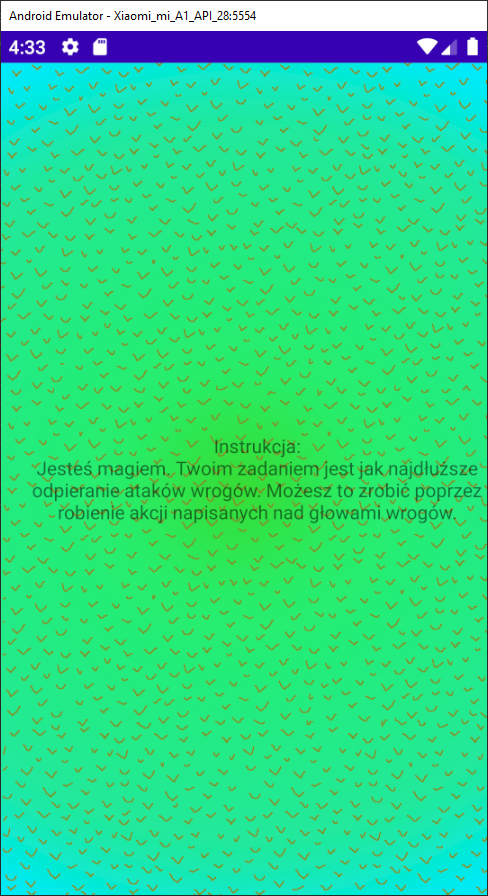 Android Emulator - Xiaomi_mi_A1_API_28:5554
4:33
Instrukcja:
Jesteś magiem. Twoim zadaniem jest jak najdłuższe
odpieranie ataków wrogów. Możesz to zrobić poprzez
robienie akcji napisanych nad głowami wrogów.